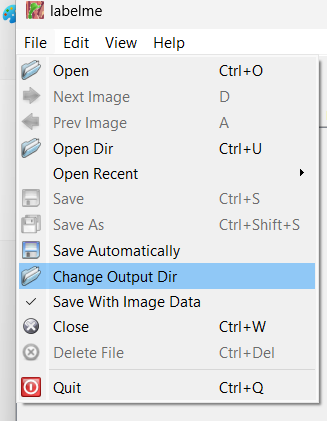 labelme
File Edit View Help
Open Ctrl+O
Next Image D
Prev Image A
Open Dir Ctrl+U
Open Recent
Save Ctrl+S
Save As Ctrl+Shift+S
Save Automatically
Change Output Dir
Save With Image Data
Close Ctrl+W
Delete File Ctrl+Del
Quit Ctrl+Q